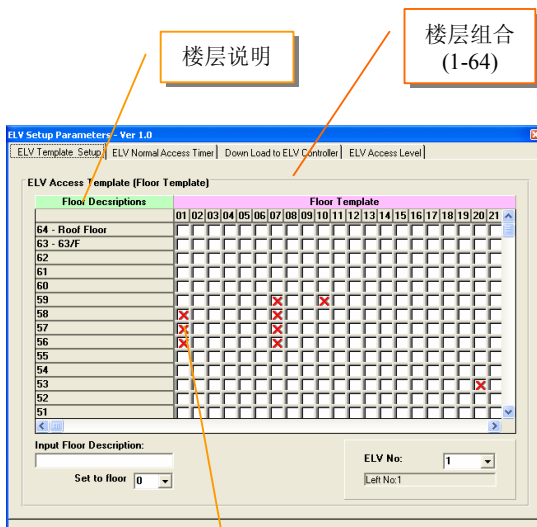 楼层说明
楼层组合
(1-64)
ELV Setup Parameters - Ver 1.0
ELV Template Setup ELV Normal Access Timer Down Load to ELV Controller ELV Access Level
ELV Access Template (Floor Template)
Floor Decsriptions Floor Template
01 02 03 04 05 06 07 08 09 10 11 12 13 14 15 16 17 18 19 20 21
64 - Roof Floor
63 - 63/F
62
61
60
59
58
57
56
55
54
53
52
51
Input Floor Description:
ELV No: 1
Set to floor 0 Left No:1